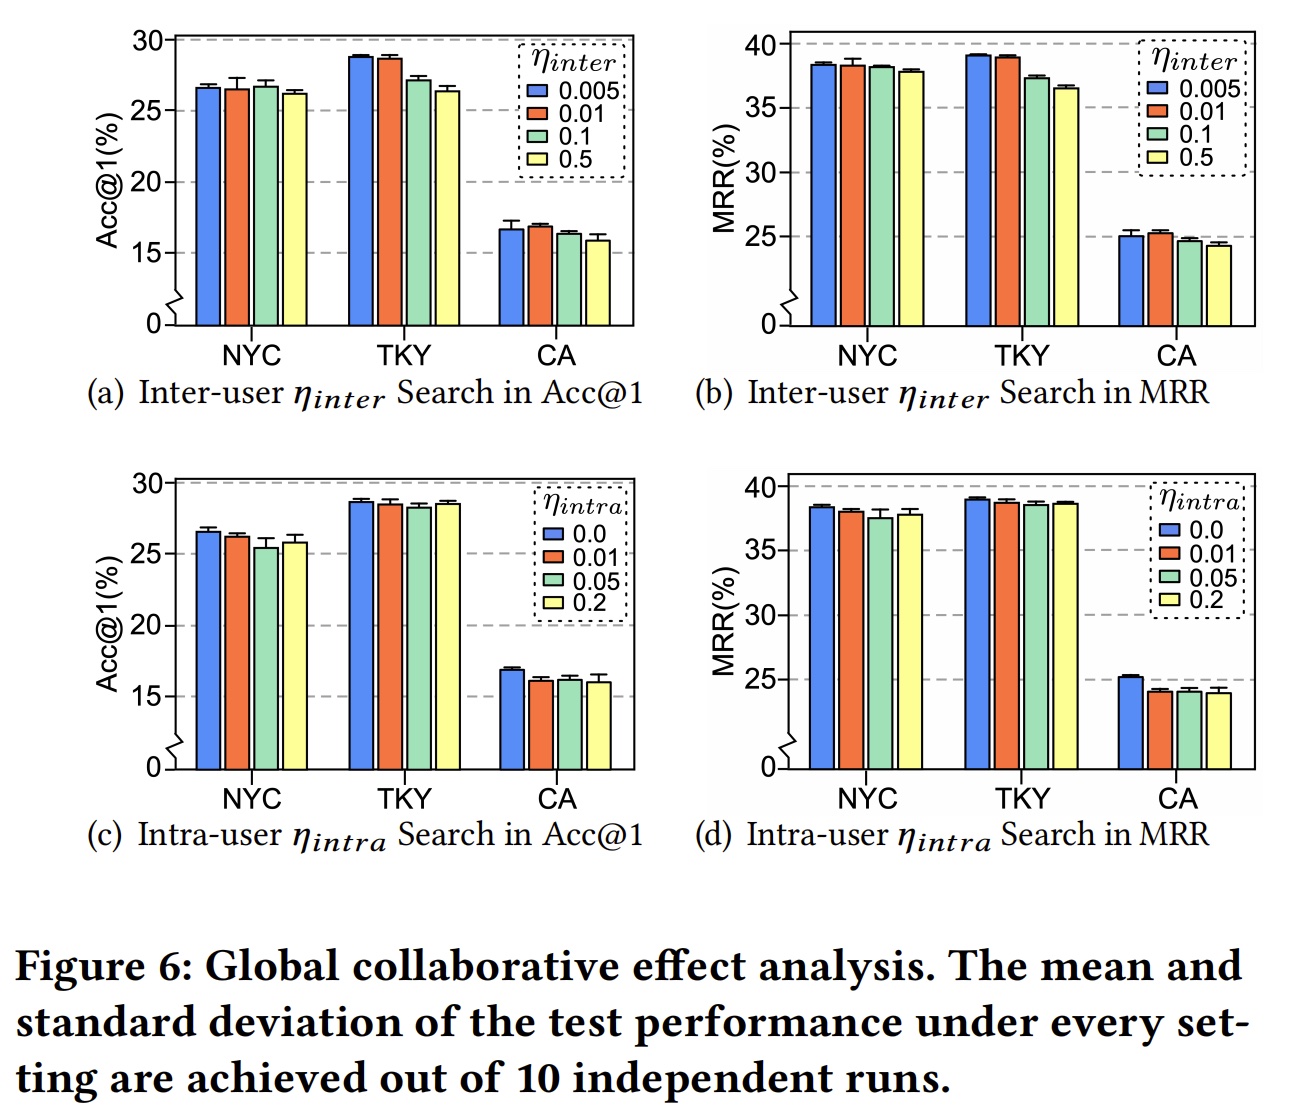 30
25
20
15
0
Acc@1(%)
η_inter
0.005
0.01
0.1
0.5
NYC TKY CA
(a) Inter-user η_inter Search in Acc@1
40
35
30
25
0
MRR(%)
η_inter
0.005
0.01
0.1
0.5
NYC TKY CA
(b) Inter-user η_inter Search in MRR
30
25
20
15
0
Acc@1(%)
η_intra
0.0
0.01
0.05
0.2
NYC TKY CA
(c) Intra-user η_intra Search in Acc@1
40
35
30
25
0
MRR(%)
η_intra
0.0
0.01
0.05
0.2
NYC TKY CA
(d) Intra-user η_intra Search in MRR
Figure 6: Global collaborative effect analysis. The mean and
standard deviation of the test performance under every set-
ting are achieved out of 10 independent runs.